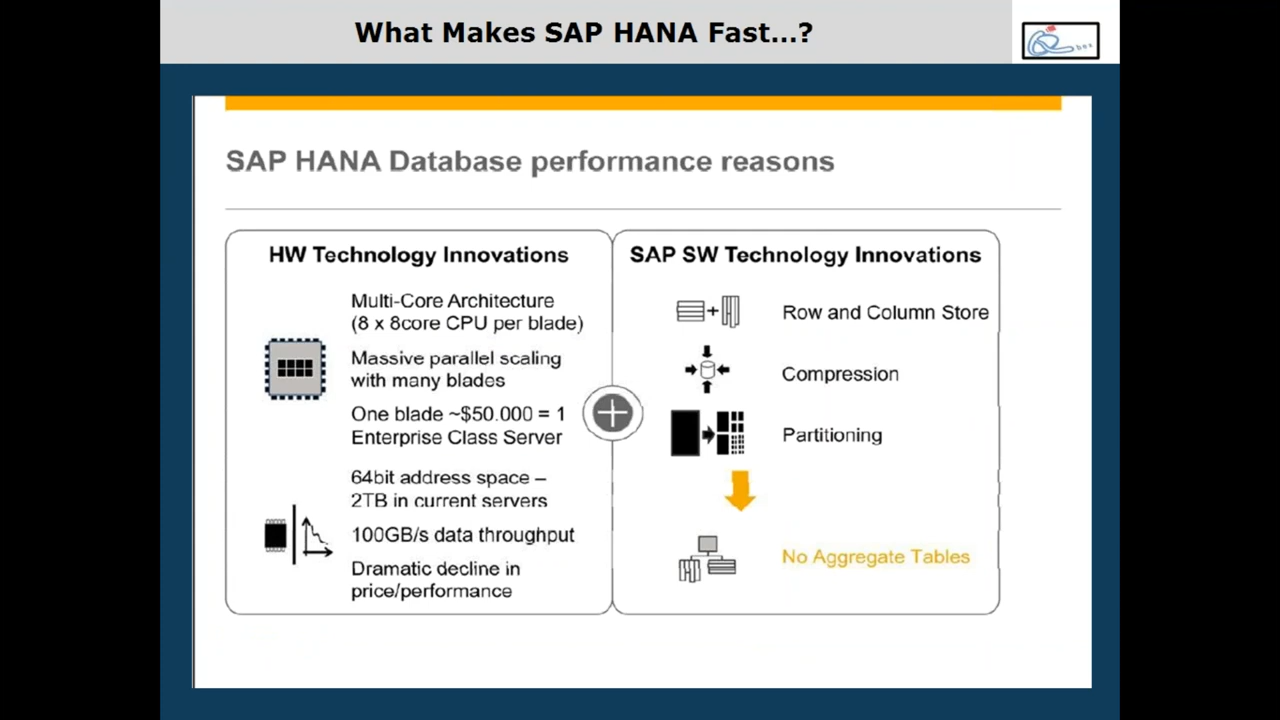 What Makes SAP HANA Fast...?
SAP HANA Database performance reasons
HW Technology Innovations
Multi-Core Architecture
(8 x 8core CPU per blade)
Massive parallel scaling
with many blades
One blade ~$50.000 = 1
Enterprise Class Server
64bit address space –
2TB in current servers
100GB/s data throughput
Dramatic decline in
price/performance
SAP SW Technology Innovations
Row and Column Store
Compression
Partitioning
No Aggregate Tables